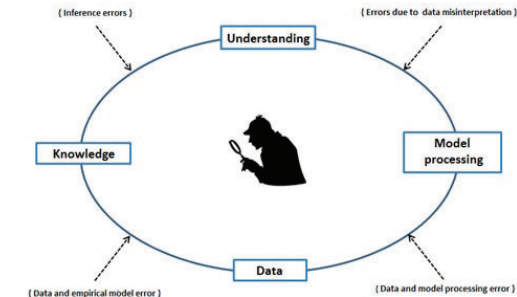 { Inference errors }
{ Errors due to data misinterpretation }
Understanding
Knowledge
Model
processing
Data
{ Data and empirical model error }
{ Data and model processing error }